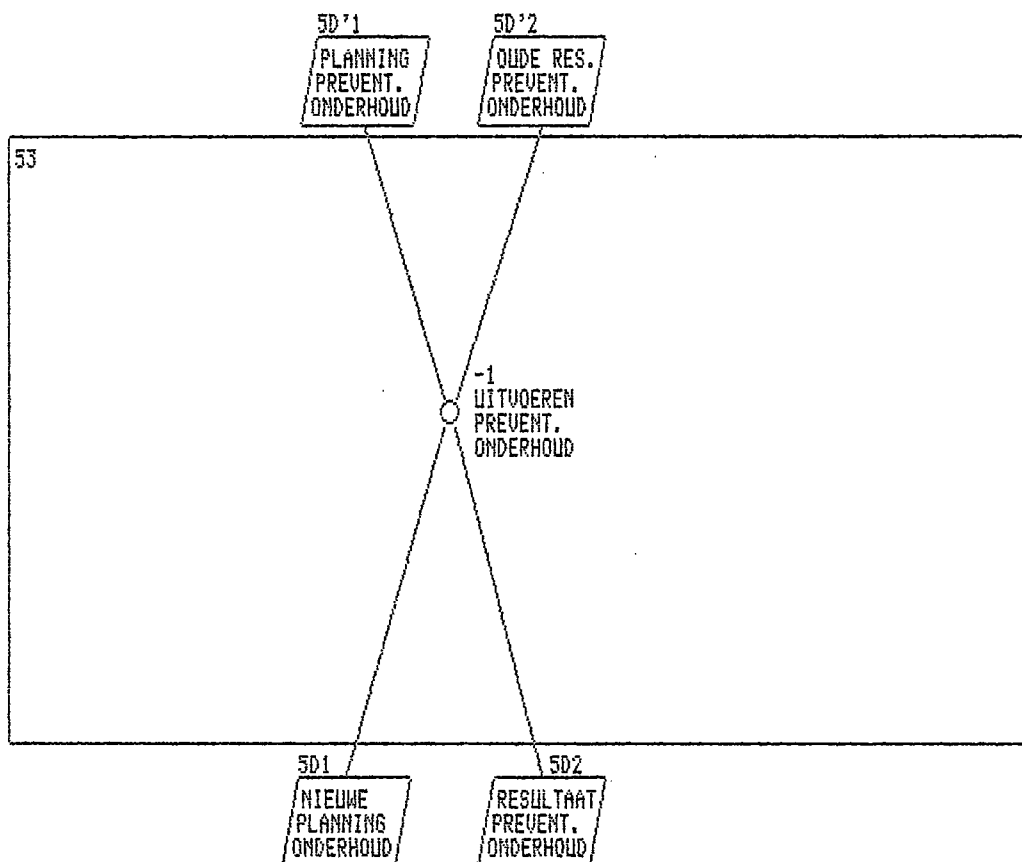 5D'1
PLANNING
PREVENT.
ONDERHOUD
5D'2
OUDE RES.
PREVENT.
ONDERHOUD
53
-1
UITVOEREN
PREVENT.
ONDERHOUD
5D1
NIEUWE
PLANNING
ONDERHOUD
5D2
RESULTAAT
PREVENT.
ONDERHOUD